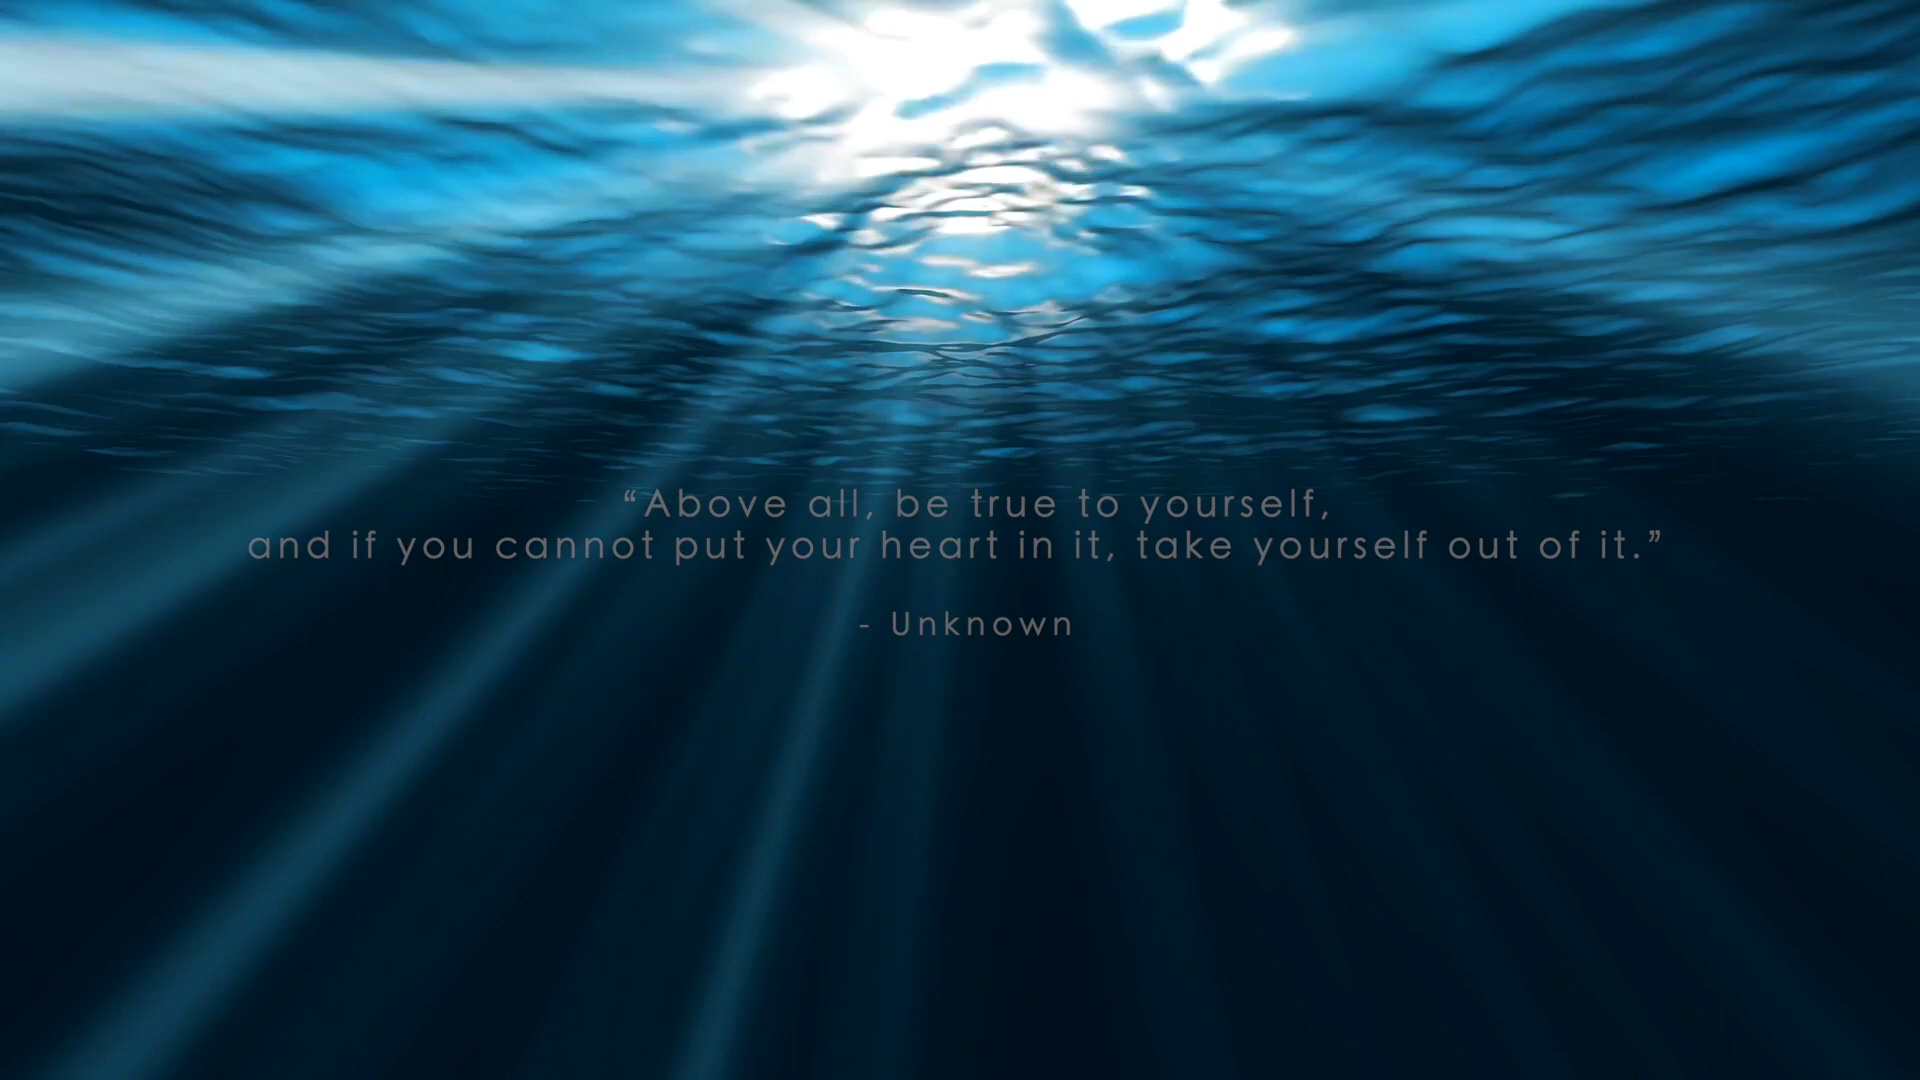 “Above all, be true to yourself,
and if you cannot put your heart in it, take yourself out of it.”
- Unknown